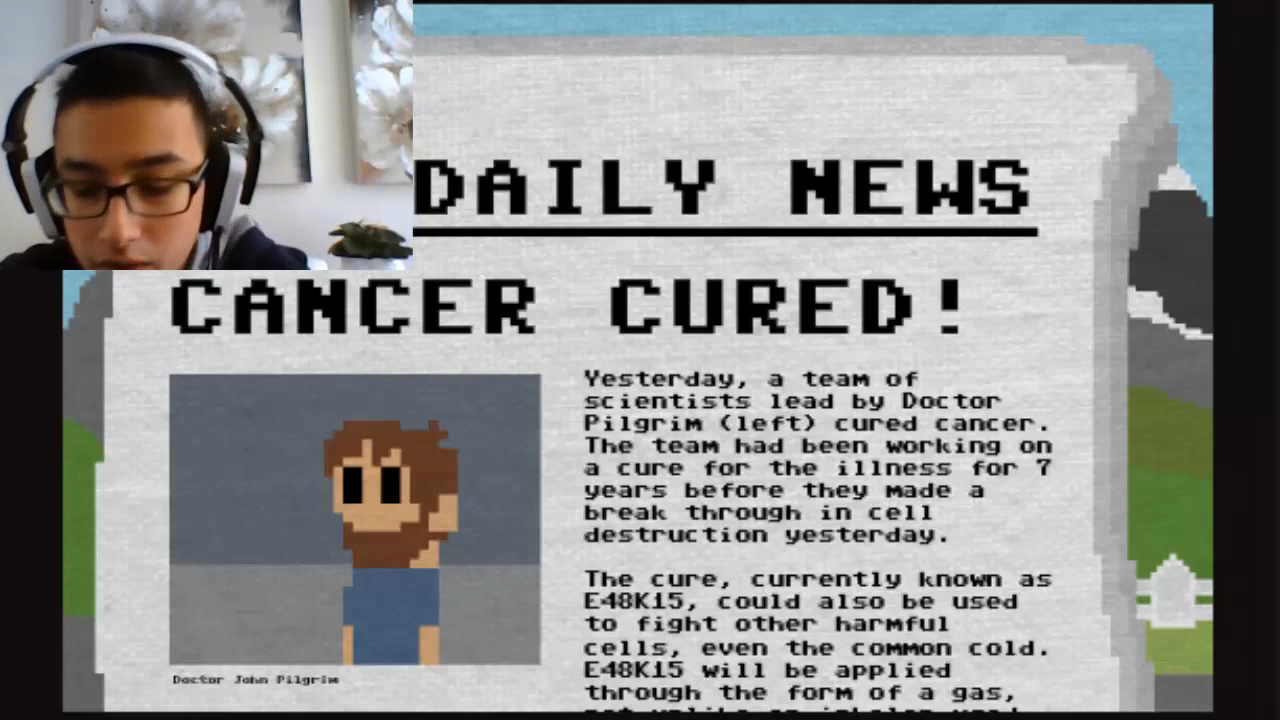 DAILY NEWS
CANCER CURED!
Yesterday, a team of
scientists lead by Doctor
Pilgrim (left) cured cancer.
The team had been working on
a cure for the illness for 7
years before they made a
break through in cell
destruction yesterday.
The cure, currently known as
E48K15, could also be used
to fight other harmful
cells, even the common cold.
E48K15 will be applied
through the form of a gas,
Doctor John Pilgrim